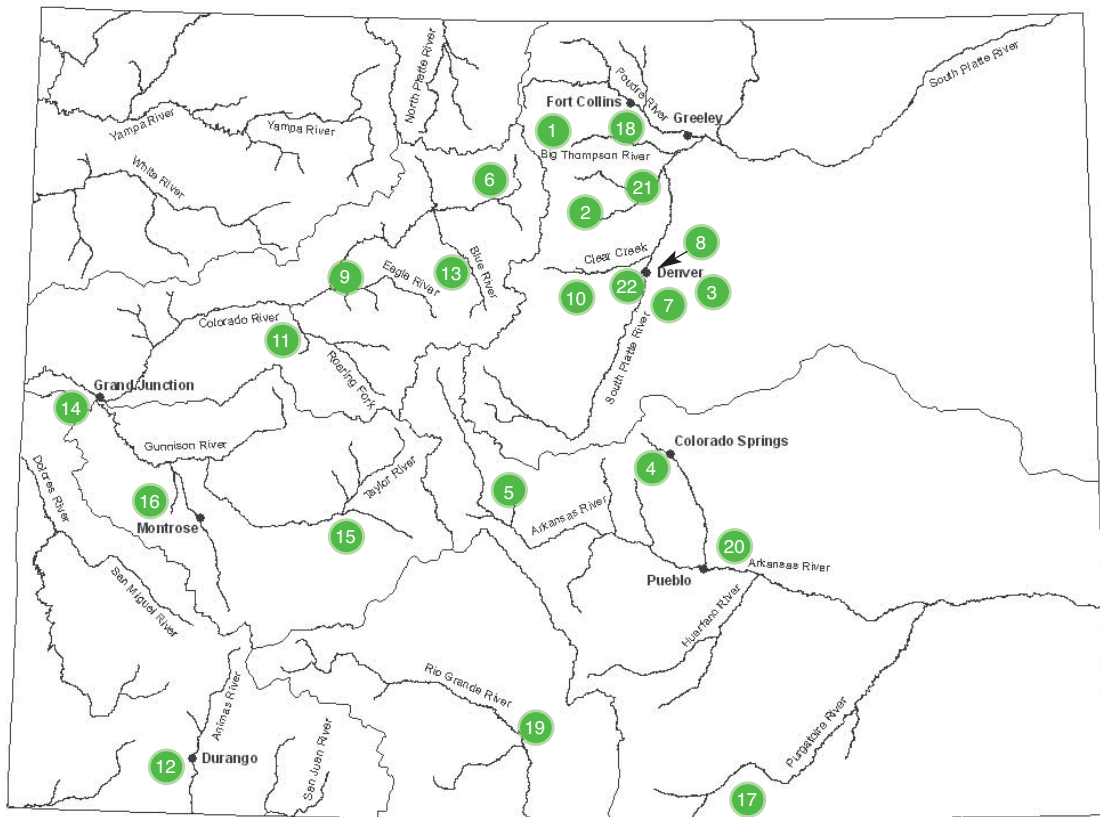 South Platte River
North Platte River
Poudre River
Fort Collins
Greeley
Yampa River
Yampa River
1
18
Big Thompson River
White River
6
21
2
8
Clear Creek
Denver
Blue River
13
9
Eagle River
22
10
7
3
Colorado River
11
South Platte River
Roaring Fork
Grand Junction
14
Colorado Springs
Gunnison River
4
Dolores River
Taylor River
5
16
Arkansas River
Montrose
15
20
Arkansas River
Pueblo
San Miguel River
Huerfano River
Rio Grande River
Animas River
19
Purgatoire River
Durango
12
San Juan River
17